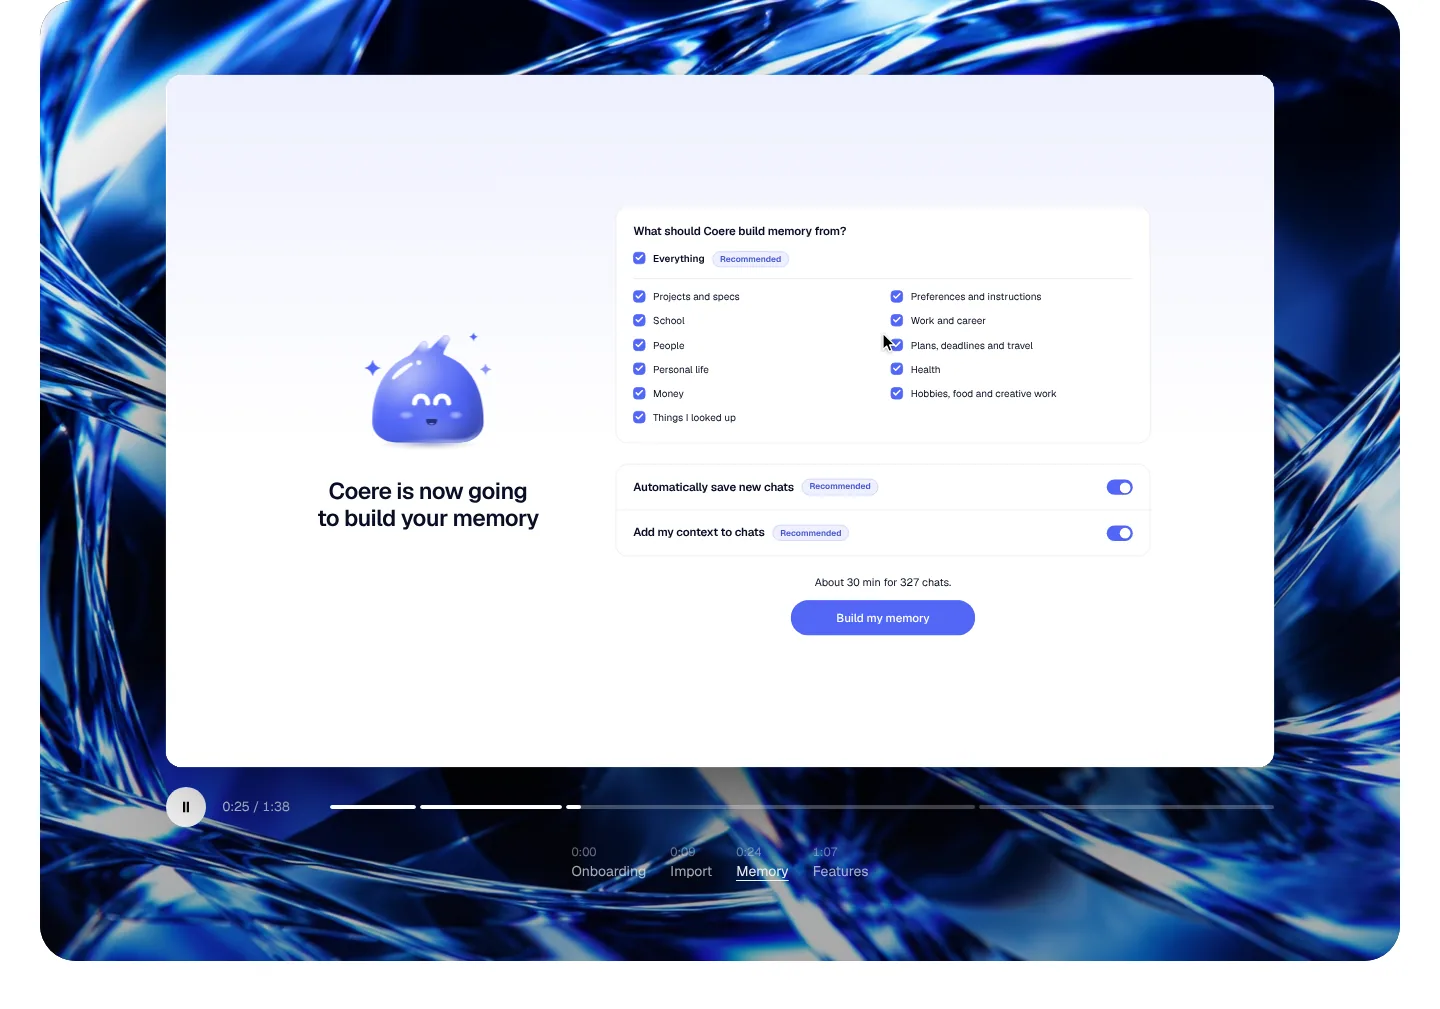 What should Coere build memory from?
Everything Recommended
Projects and specs
Preferences and instructions
School
Work and career
People
Plans, deadlines and travel
Personal life
Health
Money
Hobbies, food and creative work
Things I looked up
Coere is now going
to build your memory
Automatically save new chats Recommended
Add my context to chats Recommended
About 30 min for 327 chats.
Build my memory
0:25 / 1:38
0:00
Onboarding
0:09
Import
0:24
Memory
1:07
Features